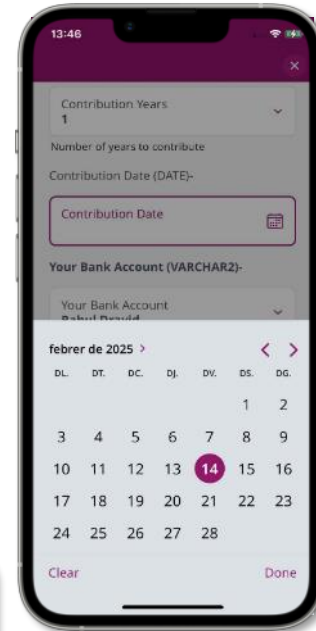 13:46
Contribution Years
1
Number of years to contribute
Contribution Date (DATE)-
Contribution Date
Your Bank Account (VARCHAR2)-
Your Bank Account
Rahul Dravid
febrer de 2025 >
DL. DT. DC. DJ. DV. DS. DG.
1 2
3 4 5 6 7 8 9
10 11 12 13 14 15 16
17 18 19 20 21 22 23
24 25 26 27 28
Clear Done